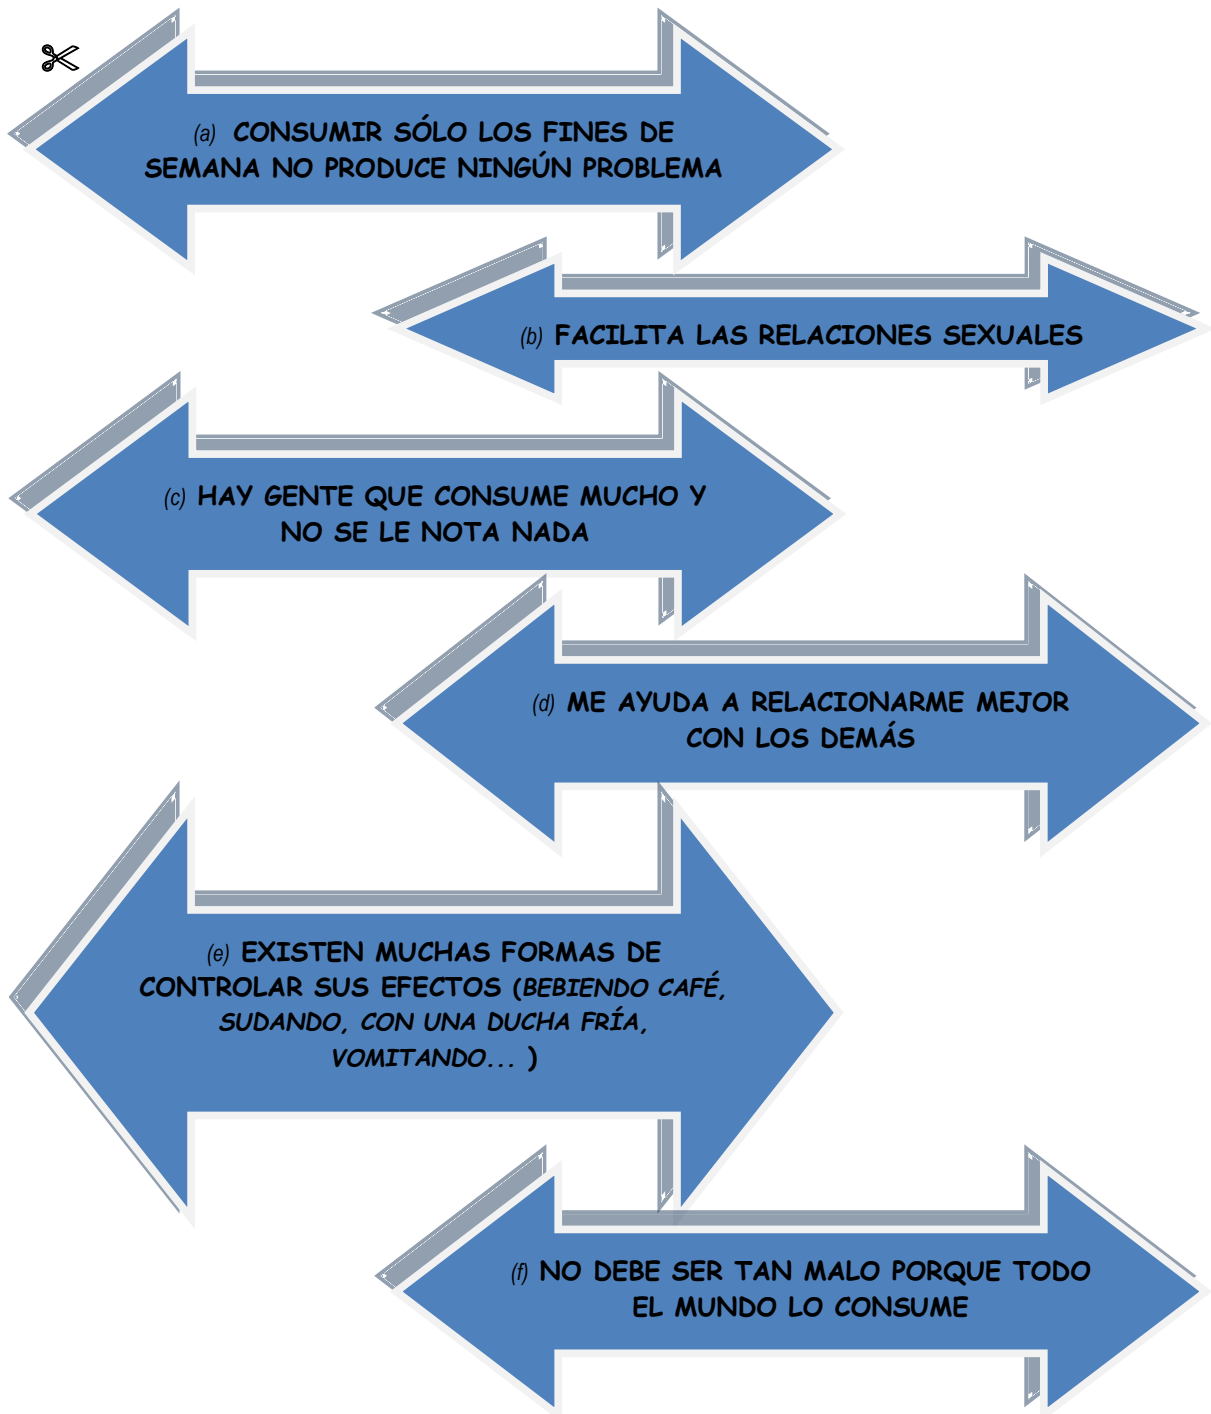 (a) CONSUMIR SÓLO LOS FINES DE
SEMANA NO PRODUCE NINGÚN PROBLEMA
(b) FACILITA LAS RELACIONES SEXUALES
(c) HAY GENTE QUE CONSUME MUCHO Y
NO SE LE NOTA NADA
(d) ME AYUDA A RELACIONARME MEJOR
CON LOS DEMÁS
(e) EXISTEN MUCHAS FORMAS DE
CONTROLAR SUS EFECTOS (BEBIENDO CAFÉ,
SUDANDO, CON UNA DUCHA FRÍA,
VOMITANDO... )
(f) NO DEBE SER TAN MALO PORQUE TODO
EL MUNDO LO CONSUME